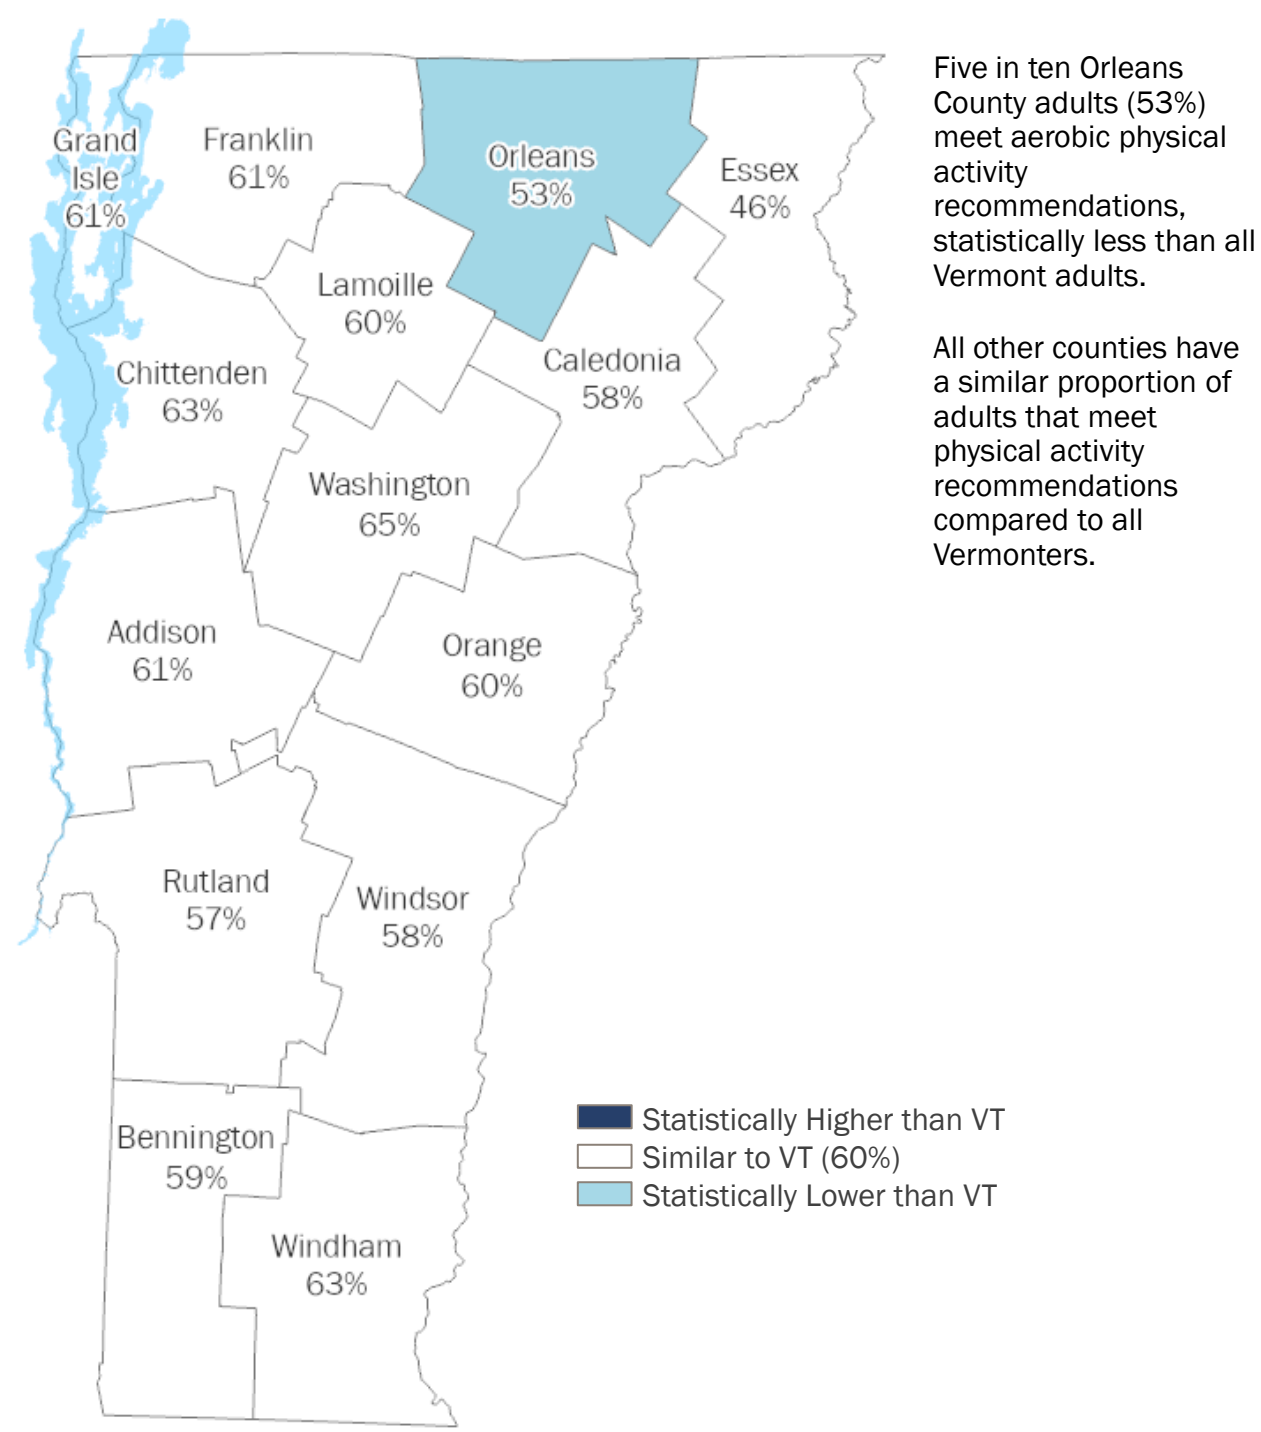 Five in ten Orleans
County adults (53%)
meet aerobic physical
activity
recommendations,
statistically less than all
Vermont adults.
All other counties have
a similar proportion of
adults that meet
physical activity
recommendations
compared to all
Vermonters.
Grand
Isle
61%
Franklin
61%
Orleans
53%
Essex
46%
Lamoille
60%
Caledonia
58%
Chittenden
63%
Washington
65%
Addison
61%
Orange
60%
Rutland
57%
Windsor
58%
Bennington
59%
Windham
63%
Statistically Higher than VT
Similar to VT (60%)
Statistically Lower than VT